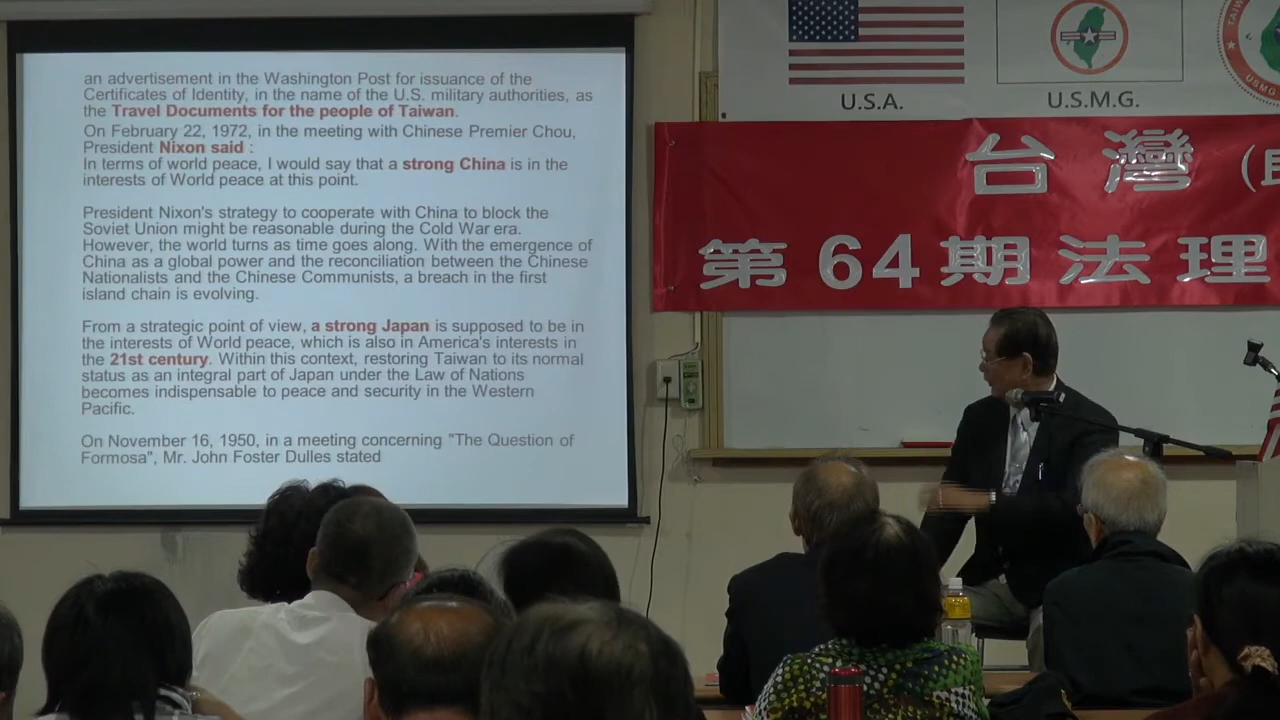 an advertisement in the Washington Post for issuance of the
Certificates of Identity, in the name of the U.S. military authorities, as
the Travel Documents for the people of Taiwan.
On February 22, 1972, in the meeting with Chinese Premier Chou,
President Nixon said :
In terms of world peace, I would say that a strong China is in the
interests of World peace at this point.
President Nixon's strategy to cooperate with China to block the
Soviet Union might be reasonable during the Cold War era.
However, the world turns as time goes along. With the emergence of
China as a global power and the reconciliation between the Chinese
Nationalists and the Chinese Communists, a breach in the first
island chain is evolving.
From a strategic point of view, a strong Japan is supposed to be in
the interests of World peace, which is also in America's interests in
the 21st century. Within this context, restoring Taiwan to its normal
status as an integral part of Japan under the Law of Nations
becomes indispensable to peace and security in the Western
Pacific.
On November 16, 1950, in a meeting concerning "The Question of
Formosa", Mr. John Foster Dulles stated
U.S.A.
U.S.M.G.
台灣(
第64期法理